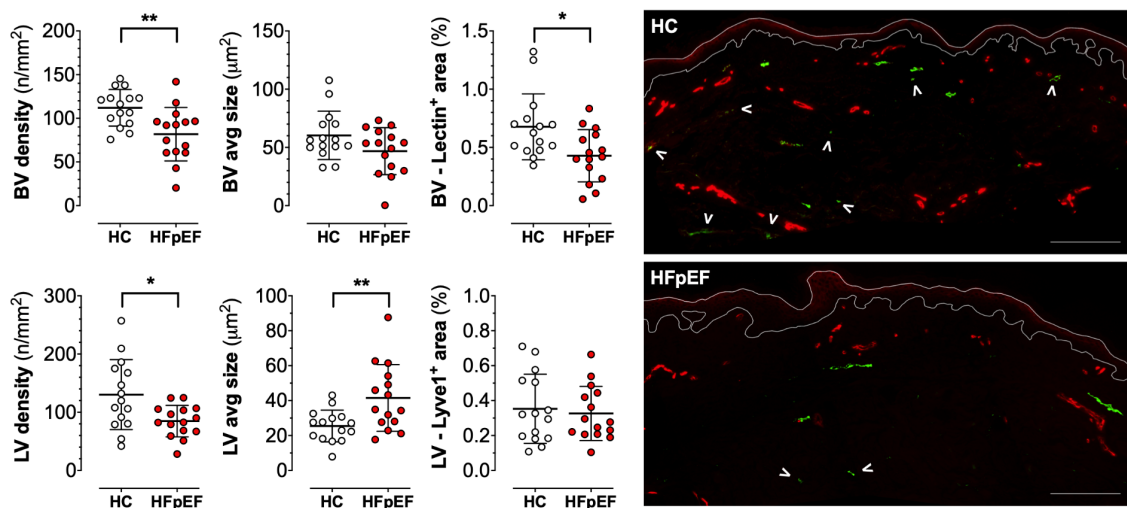 BV density (n/mm²)
200
150
100
50
0
**
HC
HFpEF
BV avg size (μm²)
150
100
50
0
HC
HFpEF
BV - Lectin⁺ area (%)
1.5
1.0
0.5
0.0
*
HC
HFpEF
HC
LV density (n/mm²)
300
200
100
0
*
HC
HFpEF
LV avg size (μm²)
100
80
60
40
20
0
**
HC
HFpEF
LV - Lyve1⁺ area (%)
1.0
0.8
0.6
0.4
0.2
0.0
HC
HFpEF
HFpEF